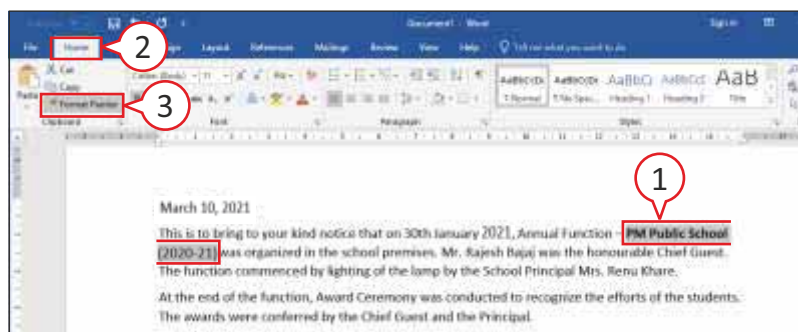 Document1 - Word
Sign in
File Home Layout References Mailings Review View Help Tell me what you want to do
2
Cut
Copy
Format Painter
3
Paste
Clipboard Font Paragraph Styles
AaBbCcDc AaBbCcDc AaBbC AaBbCcC AaB
Normal No Spac... Heading 1 Heading 2 Title
1
March 10, 2021
This is to bring to your kind notice that on 30th January 2021, Annual Function – PM Public School
(2020-21) was organized in the school premises. Mr. Rajesh Bajaj was the honourable Chief Guest.
The function commenced by lighting of the lamp by the School Principal Mrs. Renu Khare.
At the end of the function, Award Ceremony was conducted to recognize the efforts of the students.
The awards were conferred by the Chief Guest and the Principal.